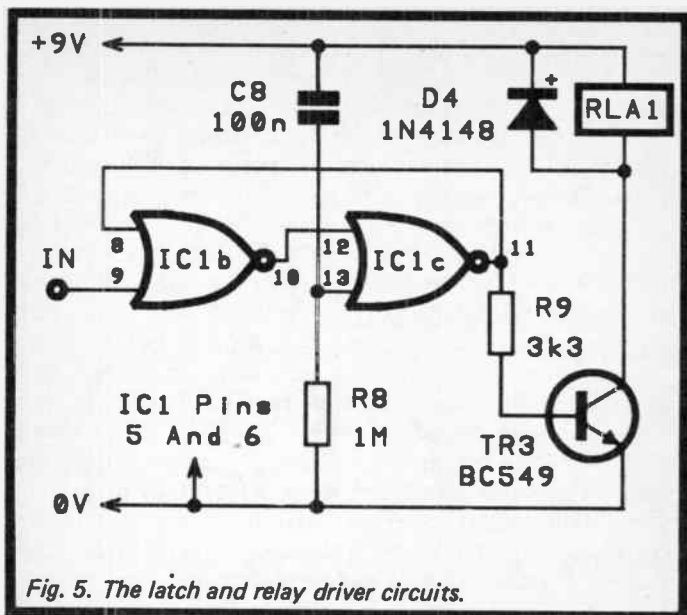 +9V
C8
100n
D4
1N4148
+
RLA1
8
IN
9
IC1b
10
12
13
IC1c
11
R9
3k3
IC1 Pins
5 And 6
R8
1M
TR3
BC549
0V
Fig. 5. The latch and relay driver circuits.